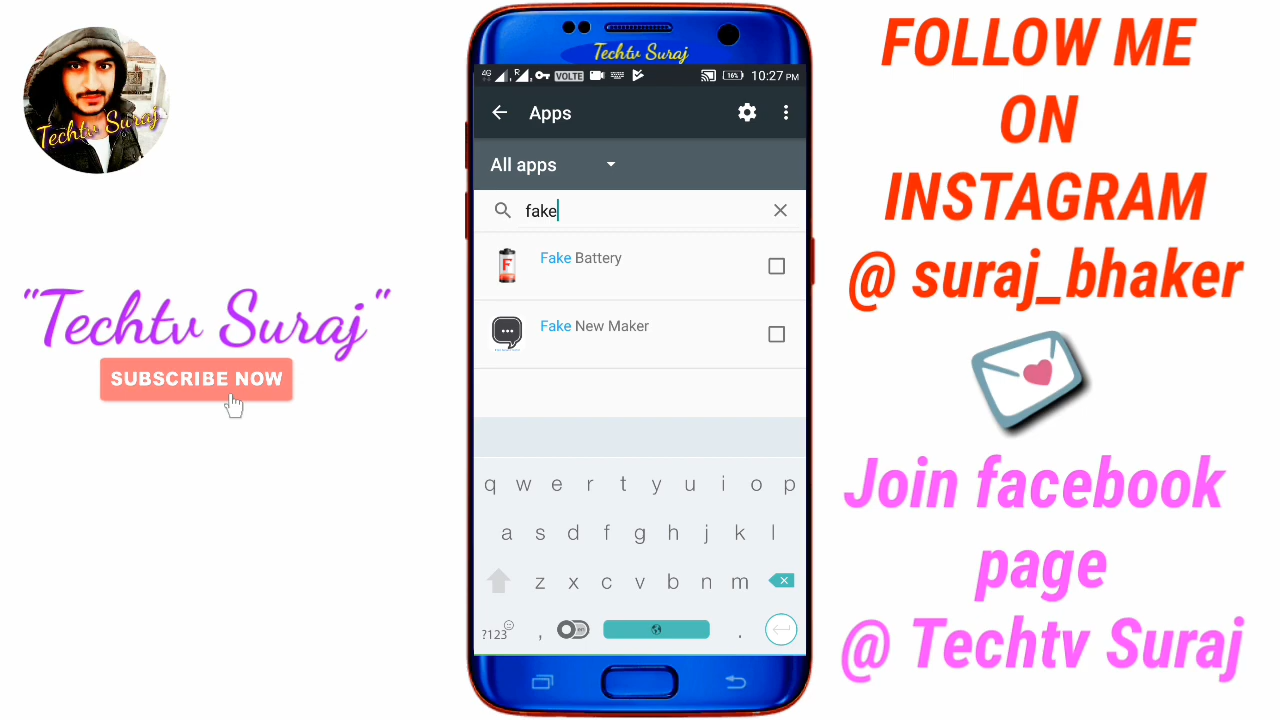 Techtv Suraj
"Techtv Suraj"
SUBSCRIBE NOW
Techtv Suraj
4G R VOLTE 16% 10:27 PM
Apps
All apps
fake
F
Fake Battery
Fake New Maker
q w e r t y u i o p
a s d f g h j k l
z x c v b n m
?123 , .
FOLLOW ME
ON
INSTAGRAM
@ suraj_bhaker
Join facebook
page
@ Techtv Suraj